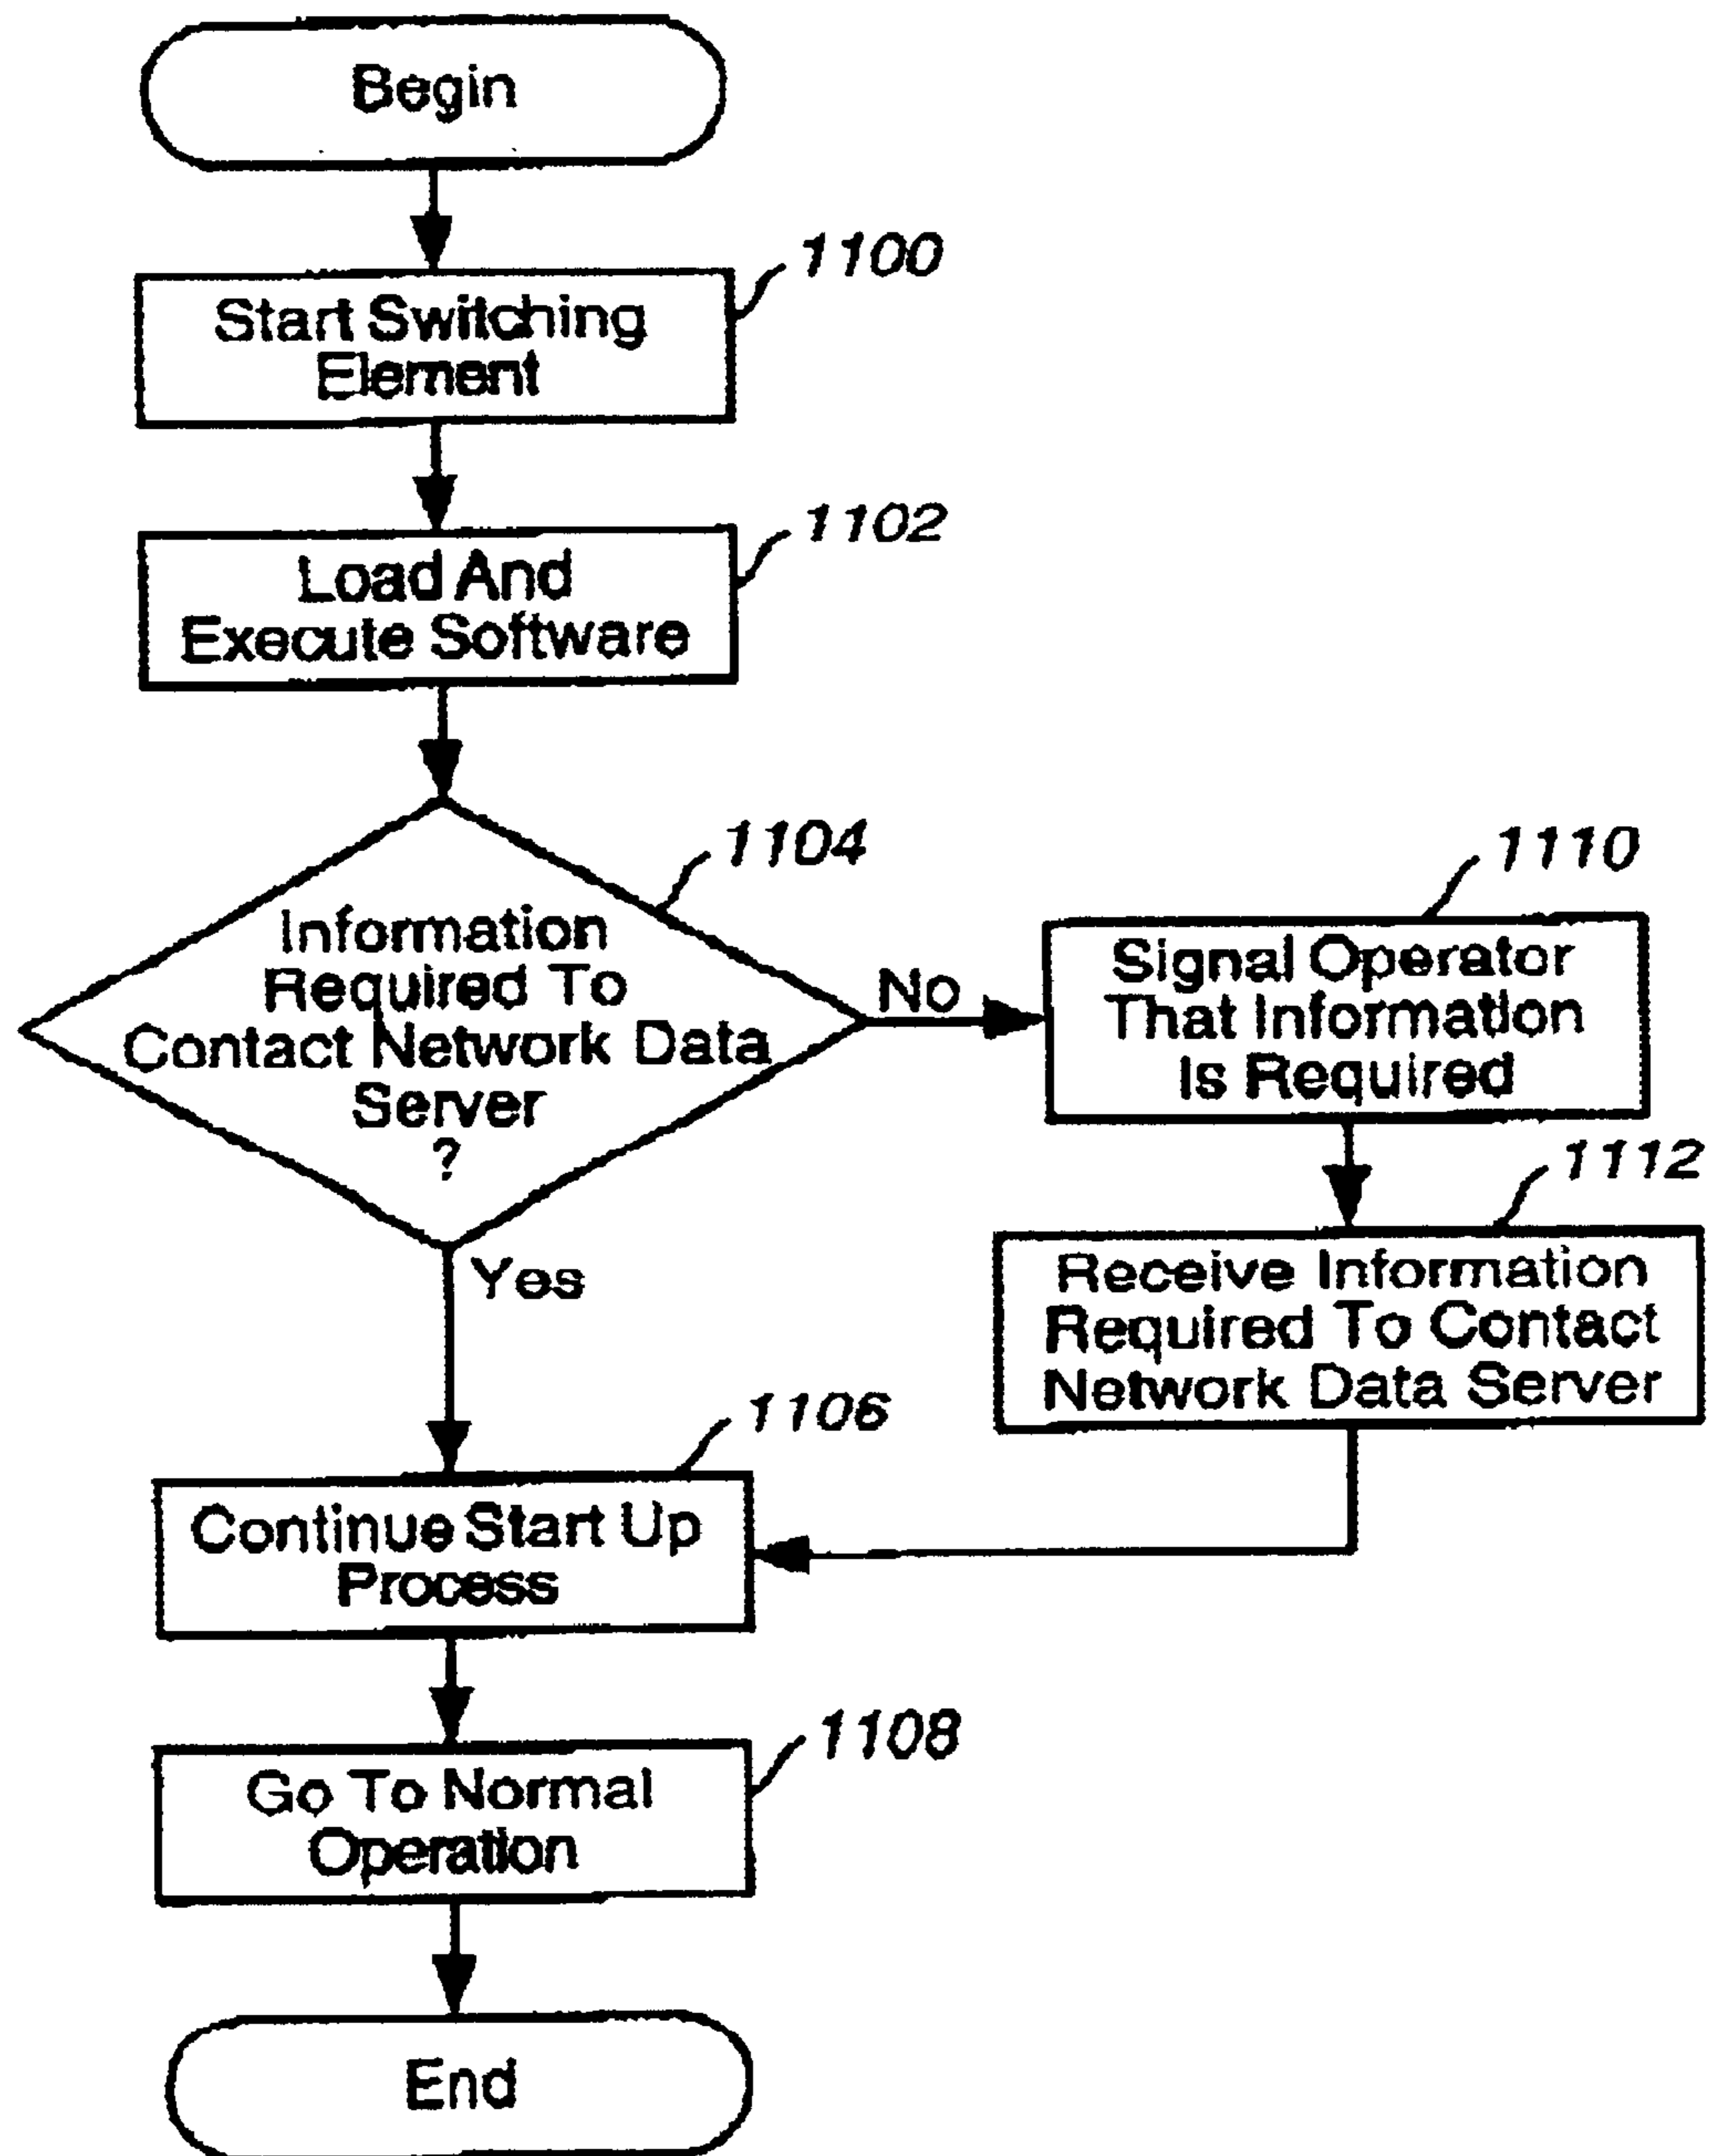 Begin
1100
Start Switching
Element
1102
Load And
Execute Software
1104
Information
Required To
Contact Network Data
Server
?
No
Yes
1110
Signal Operator
That Information
Is Required
1112
Receive Information
Required To Contact
Network Data Server
1106
Continue Start Up
Process
1108
Go To Normal
Operation
End